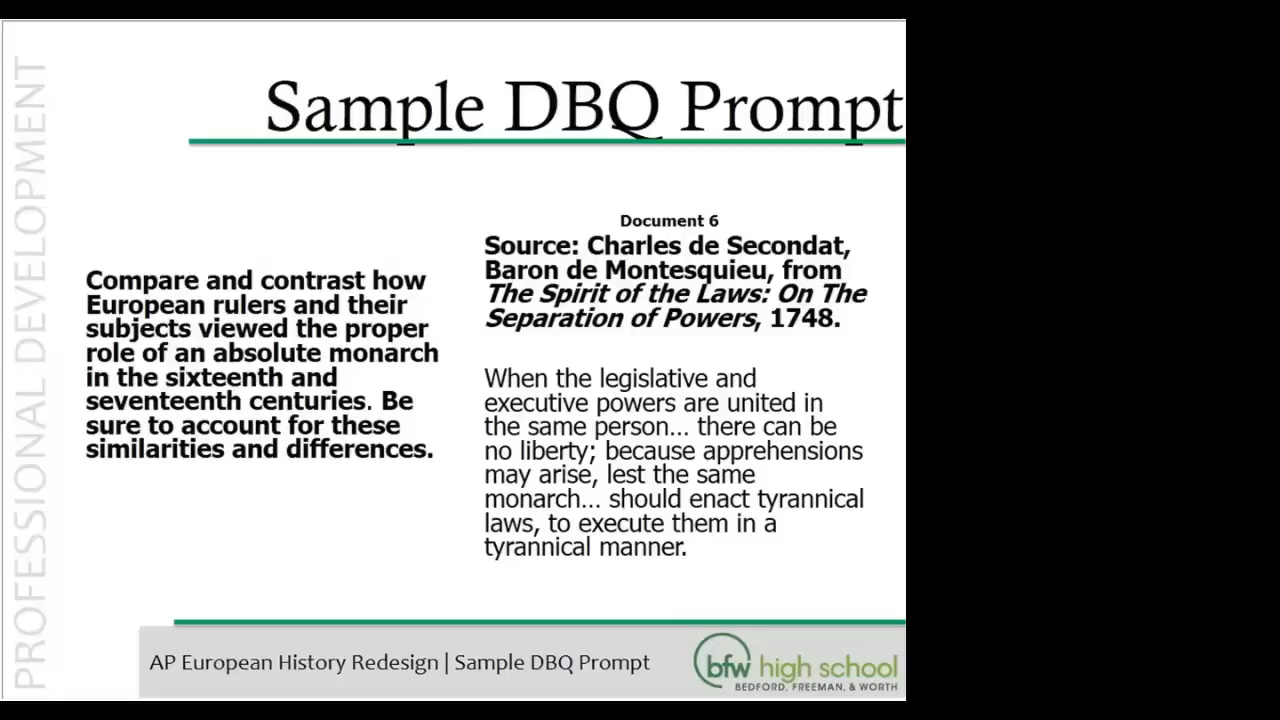 PROFESSIONAL DEVELOPMENT
Sample DBQ Prompt
Compare and contrast how
European rulers and their
subjects viewed the proper
role of an absolute monarch
in the sixteenth and
seventeenth centuries. Be
sure to account for these
similarities and differences.
Document 6
Source: Charles de Secondat,
Baron de Montesquieu, from
The Spirit of the Laws: On The
Separation of Powers, 1748.
When the legislative and
executive powers are united in
the same person… there can be
no liberty; because apprehensions
may arise, lest the same
monarch… should enact tyrannical
laws, to execute them in a
tyrannical manner.
AP European History Redesign | Sample DBQ Prompt
bfw high school
BEDFORD, FREEMAN, & WORTH